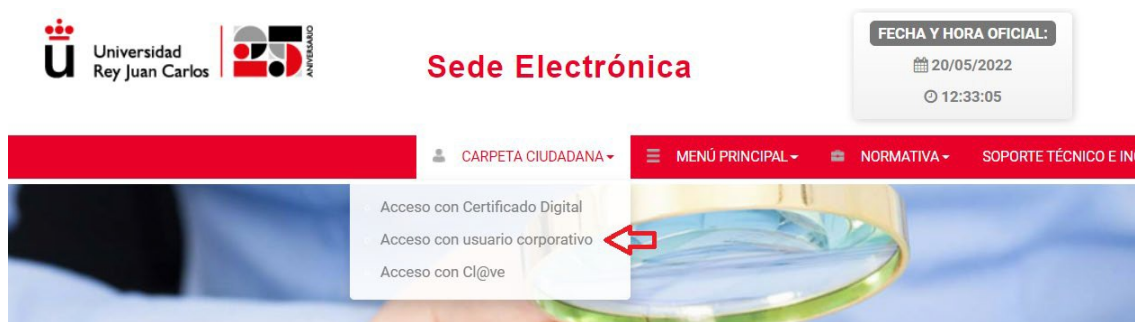 Universidad
Rey Juan Carlos
25
ANIVERSARIO
Sede Electrónica
FECHA Y HORA OFICIAL:
20/05/2022
12:33:05
CARPETA CIUDADANA
MENÚ PRINCIPAL
NORMATIVA
SOPORTE TÉCNICO E IN
Acceso con Certificado Digital
Acceso con usuario corporativo
Acceso con Cl@ve